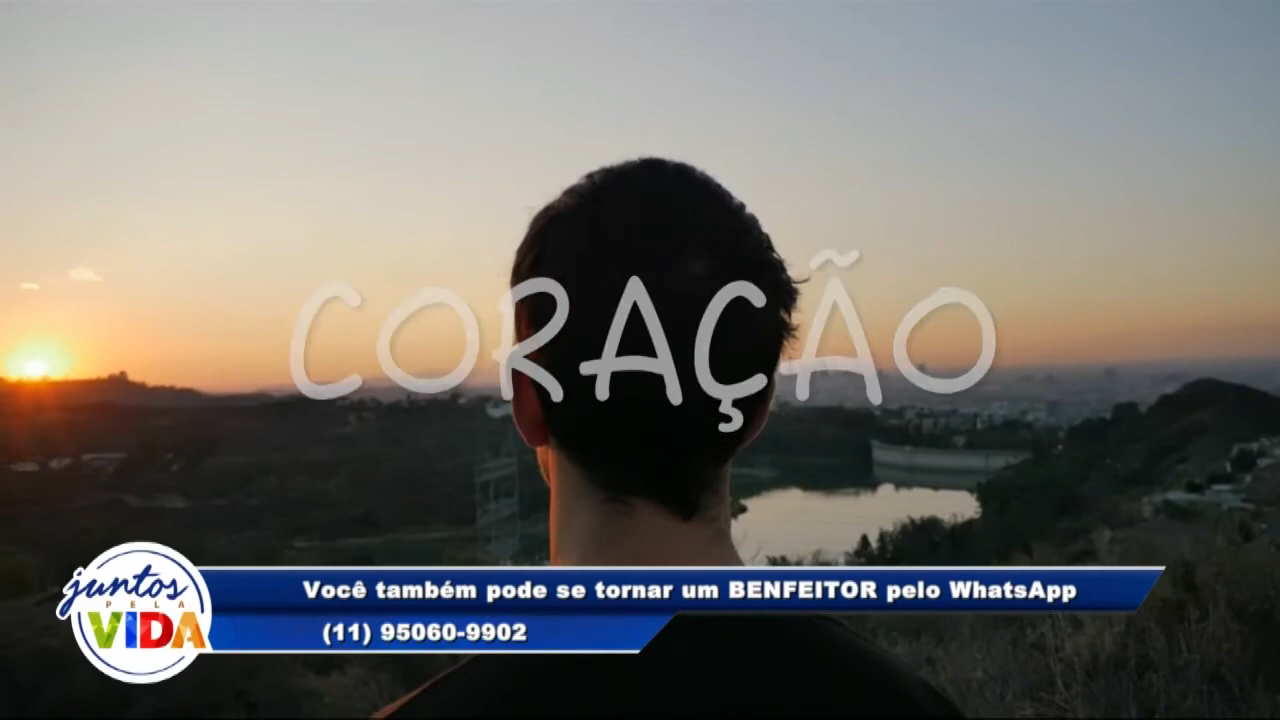 CORAÇÃO
Você também pode se tornar um BENFEITOR pelo WhatsApp
(11) 95060-9902
juntos
PELA
VIDA